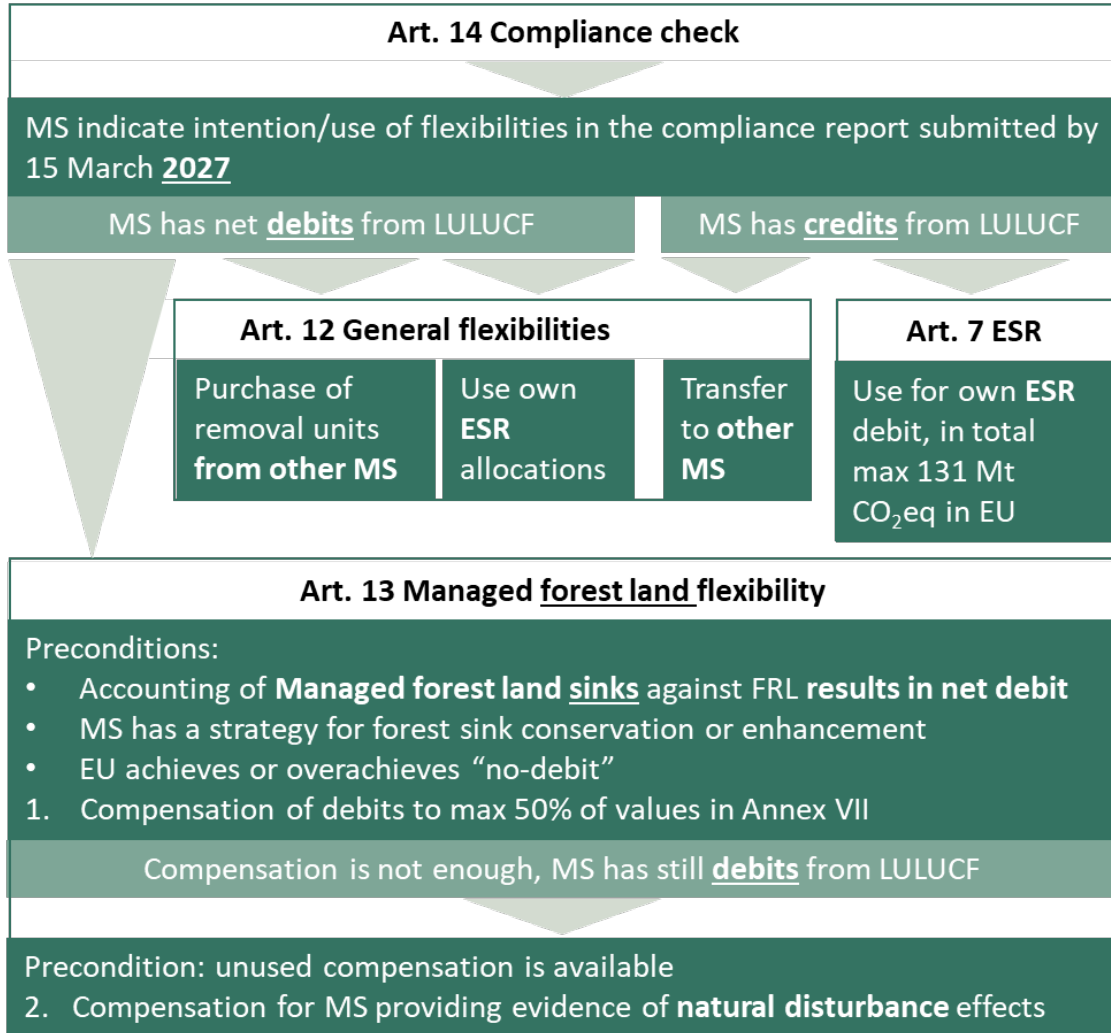 Art. 14 Compliance check
MS indicate intention/use of flexibilities in the compliance report submitted by
15 March 2027
MS has net debits from LULUCF
MS has credits from LULUCF
Art. 12 General flexibilities
Purchase of
removal units
from other MS
Use own
ESR
allocations
Transfer
to other
MS
Art. 7 ESR
Use for own ESR
debit, in total
max 131 Mt
CO₂eq in EU
Art. 13 Managed forest land flexibility
Preconditions:
• Accounting of Managed forest land sinks against FRL results in net debit
• MS has a strategy for forest sink conservation or enhancement
• EU achieves or overachieves “no-debit”
1. Compensation of debits to max 50% of values in Annex VII
Compensation is not enough, MS has still debits from LULUCF
Precondition: unused compensation is available
2. Compensation for MS providing evidence of natural disturbance effects